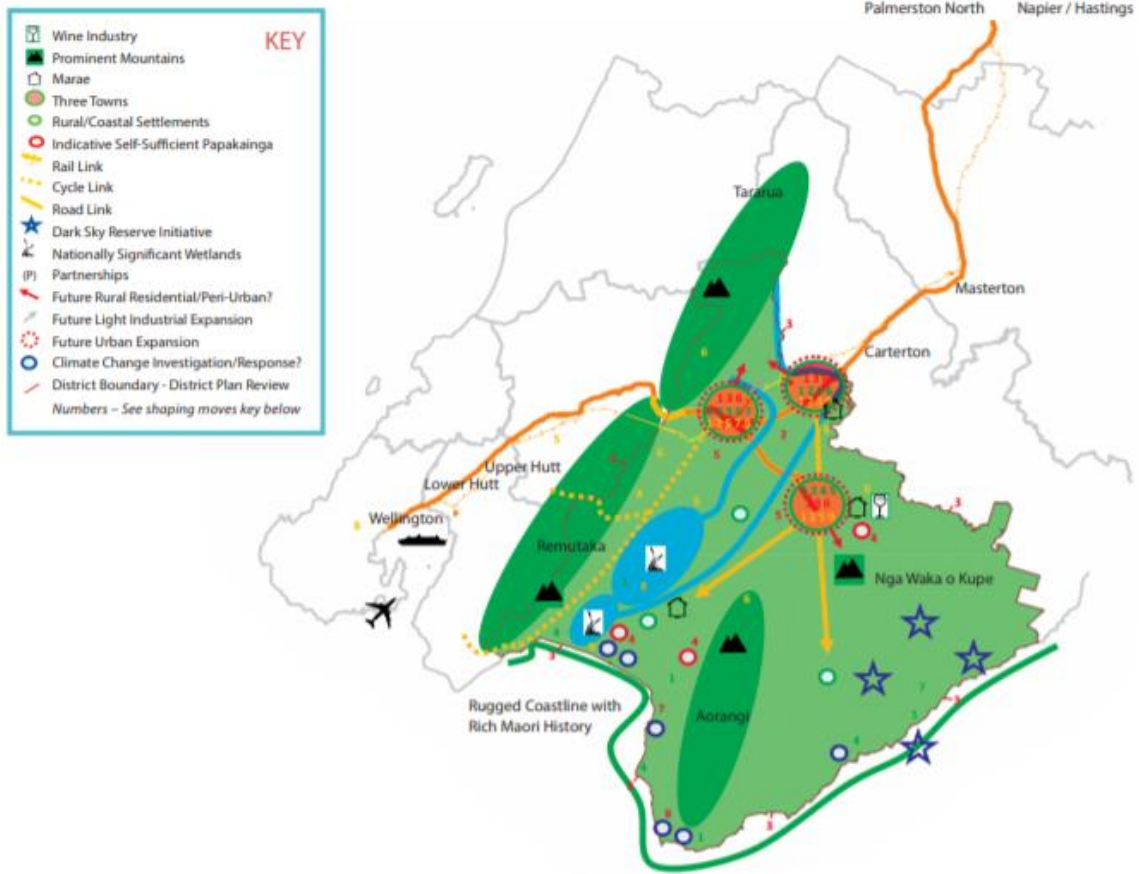 Palmerston North
Napier / Hastings
KEY
Wine Industry
Prominent Mountains
Marae
Three Towns
Rural/Coastal Settlements
Indicative Self-Sufficient Papakainga
Rail Link
Cycle Link
Road Link
Dark Sky Reserve Initiative
Nationally Significant Wetlands
(P) Partnerships
Future Rural Residential/Peri-Urban?
Future Light Industrial Expansion
Future Urban Expansion
Climate Change Investigation/Response?
District Boundary - District Plan Review
Numbers – See shaping moves key below
Tararua
Masterton
Carterton
Upper Hutt
Lower Hutt
Wellington
Remutaka
Nga Waka o Kupe
Rugged Coastline with
Rich Maori History
Aorangi